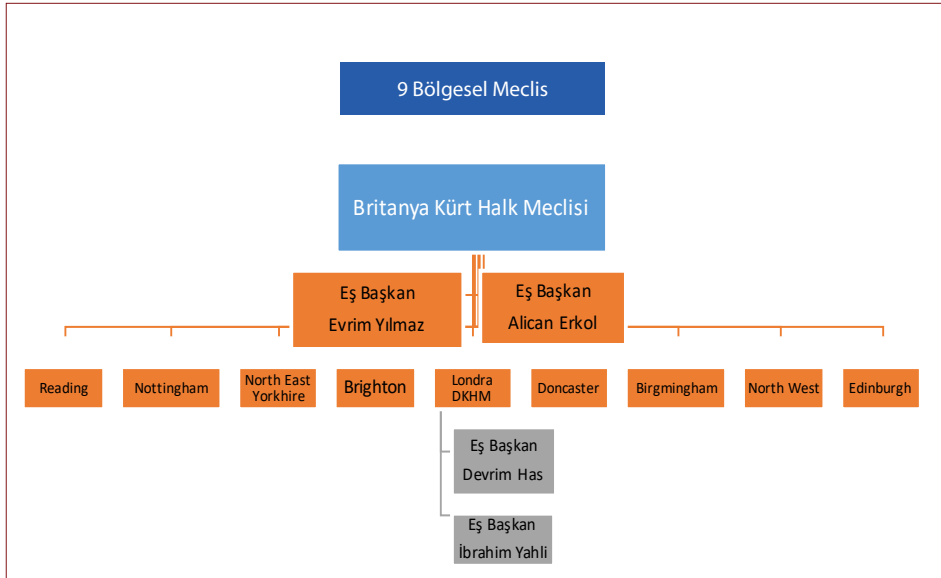 9 Bölgesel Meclis
Britanya Kürt Halk Meclisi
Eş Başkan
Evrim Yılmaz
Eş Başkan
Alican Erkol
Reading
Nottingham
North East
Yorkhire
Brighton
Londra
DKHM
Doncaster
Birgmingham
North West
Edinburgh
Eş Başkan
Devrim Has
Eş Başkan
İbrahim Yahli